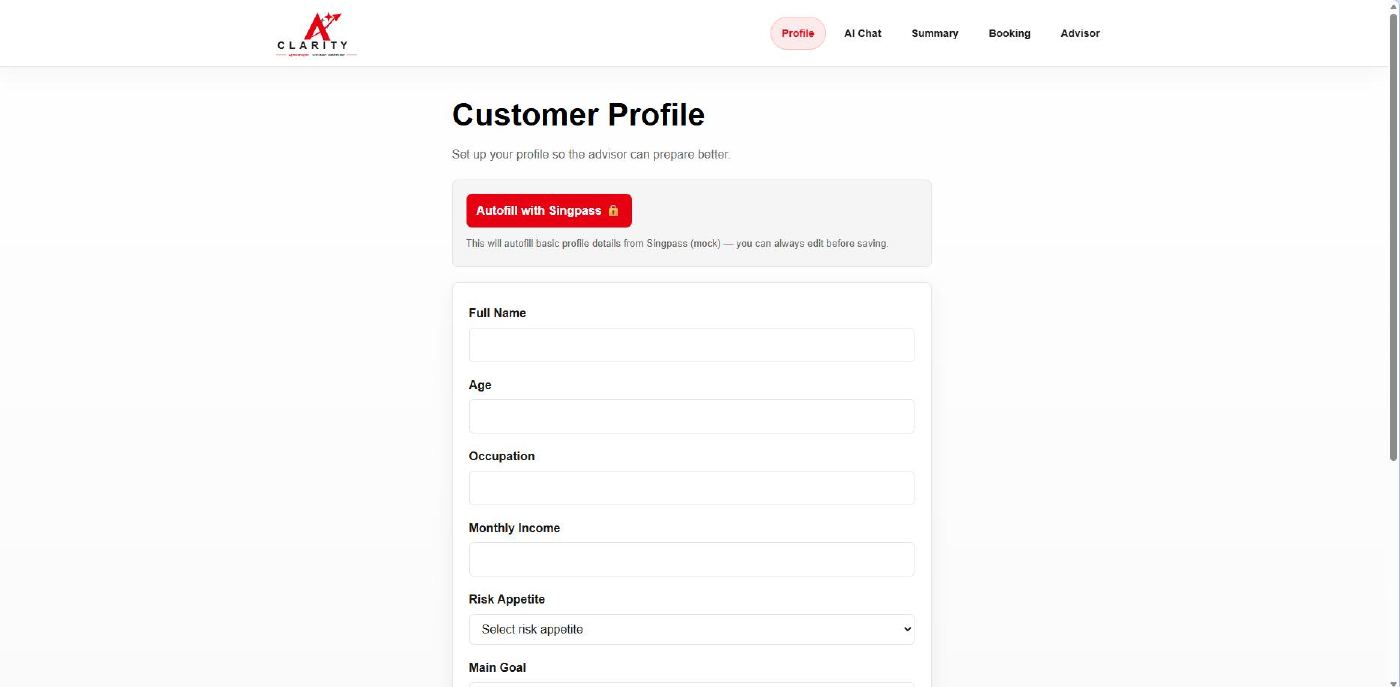 CLARITY
Profile
AI Chat
Summary
Booking
Advisor
Customer Profile
Set up your profile so the advisor can prepare better.
Autofill with Singpass 🔒
This will autofill basic profile details from Singpass (mock) — you can always edit before saving.
Full Name
Age
Occupation
Monthly Income
Risk Appetite
Select risk appetite
Main Goal